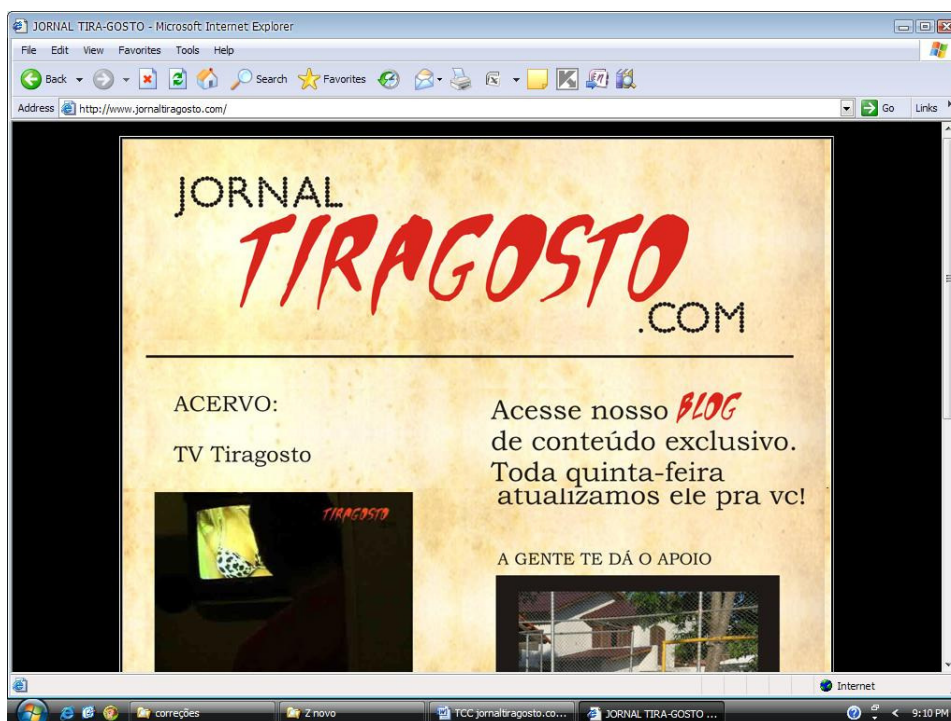 JORNAL TIRA-GOSTO - Microsoft Internet Explorer
File Edit View Favorites Tools Help
Back Search Favorites
Address http://www.jornaltiragosto.com/ Go Links
JORNAL
TIRAGOSTO
.COM
ACERVO:
TV Tiragosto
TIRAGOSTO
Acesse nosso BLOG
de conteúdo exclusivo.
Toda quinta-feira
atualizamos ele pra vc!
A GENTE TE DÁ O APOIO
Internet
correções Z novo TCC jornaltiragosto.co... JORNAL TIRA-GOSTO ... 9:10 PM